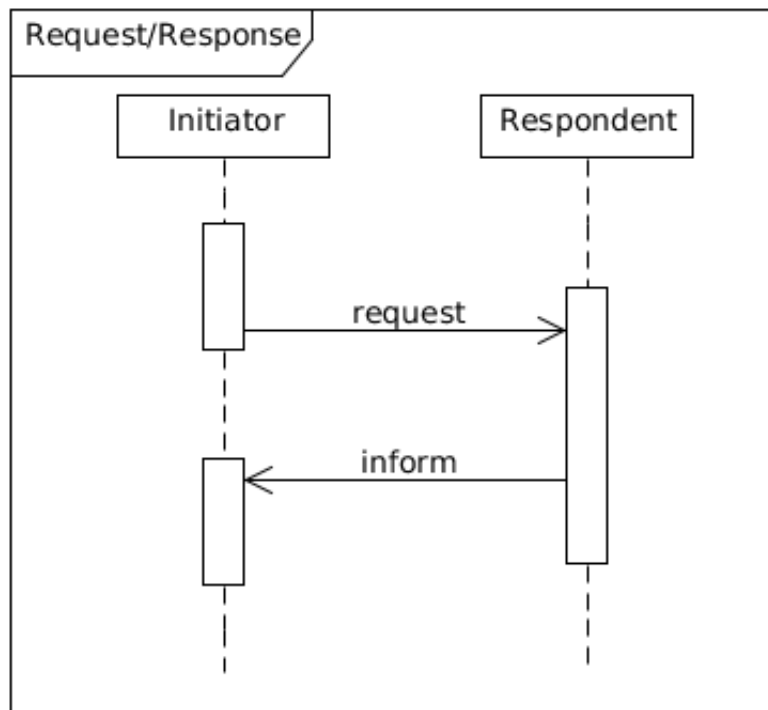 Request/Response
Initiator
Respondent
request
inform